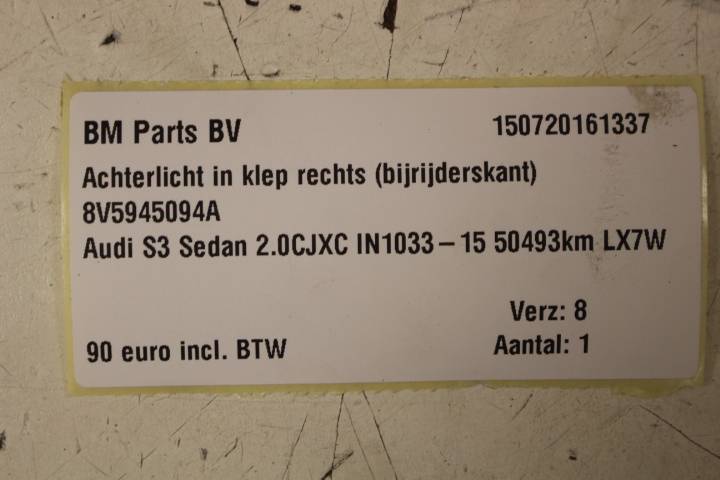 BM Parts BV 150720161337
Achterlicht in klep rechts (bijrijderskant)
8V5945094A
Audi S3 Sedan 2.0CJXC IN1033-15 50493km LX7W
Verz: 8
90 euro incl. BTW Aantal: 1